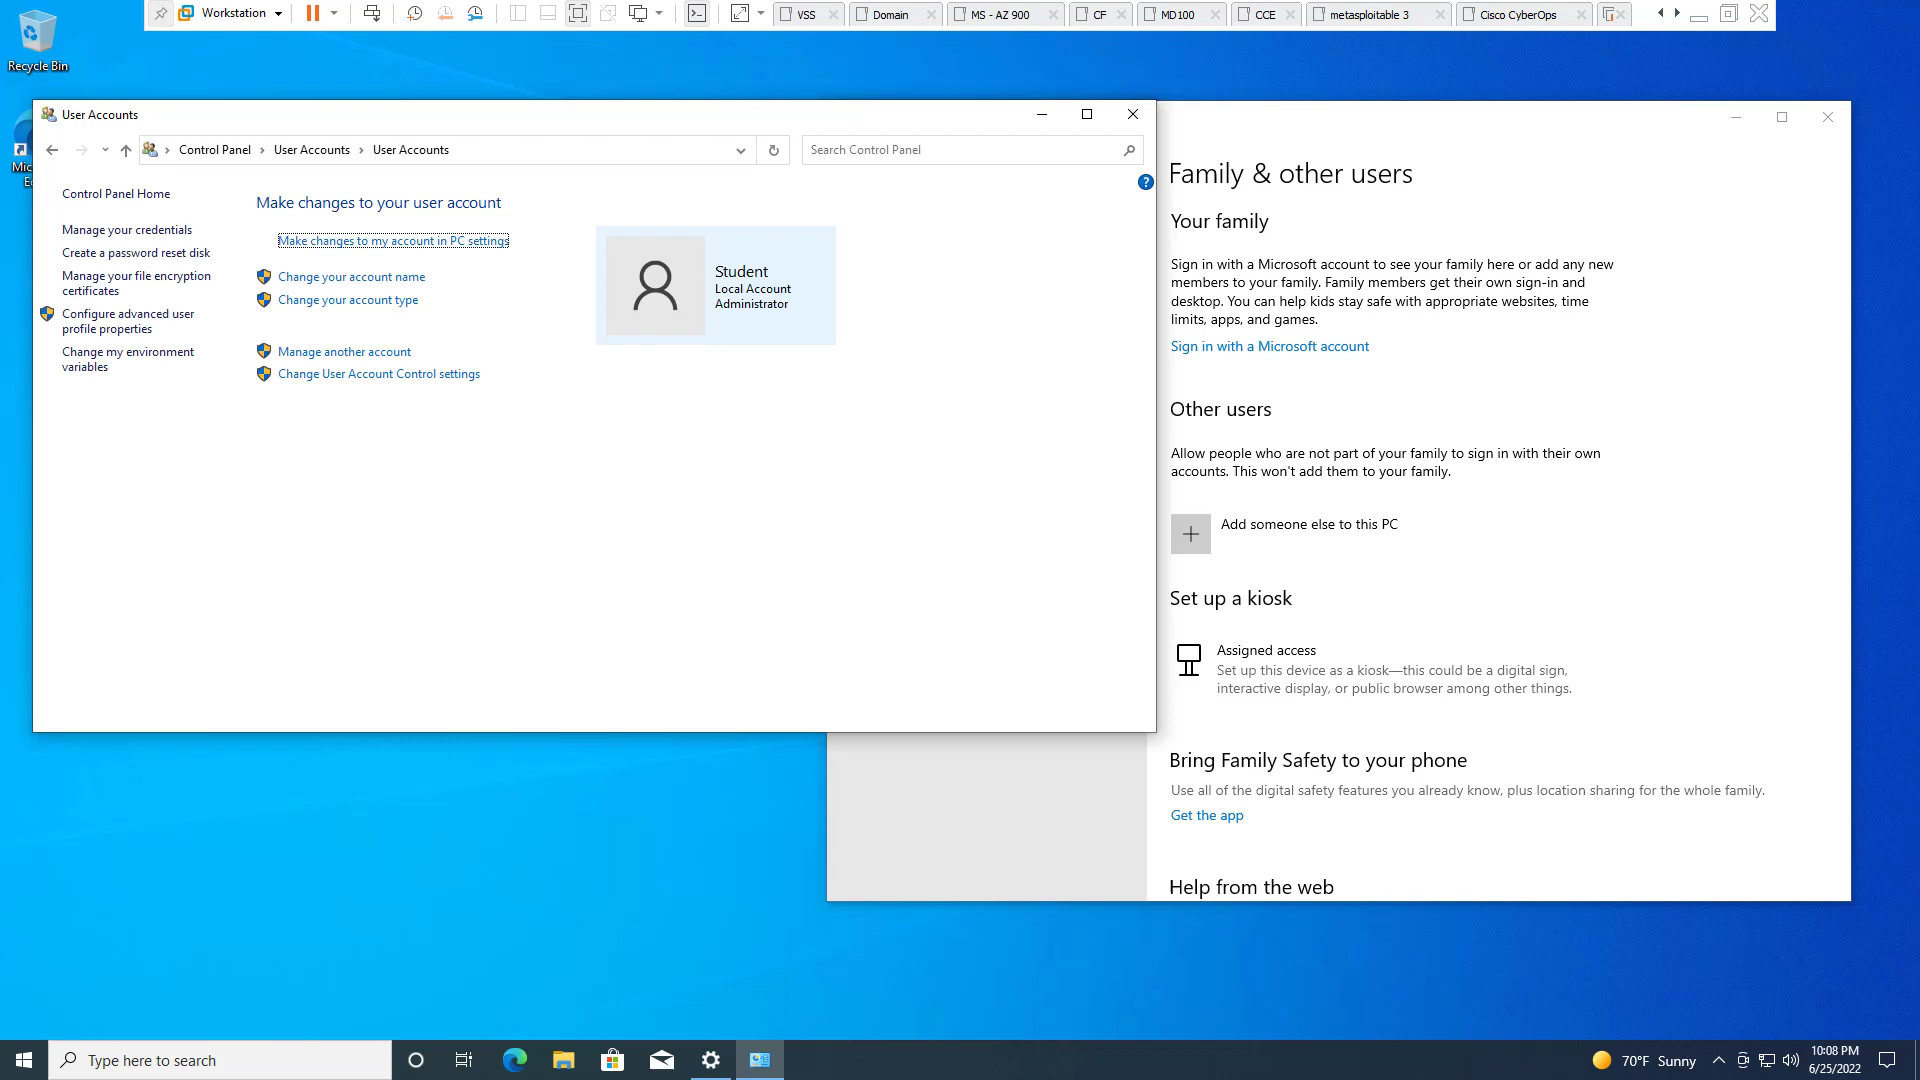 Workstation
VSS
Domain
MS - AZ 900
CF
MD100
CCE
metasploitable 3
Cisco CyberOps
Recycle Bin
User Accounts
Control Panel
User Accounts
User Accounts
Search Control Panel
Control Panel Home
Manage your credentials
Create a password reset disk
Manage your file encryption
certificates
Configure advanced user
profile properties
Change my environment
variables
Make changes to your user account
Make changes to my account in PC settings
Change your account name
Change your account type
Manage another account
Change User Account Control settings
Student
Local Account
Administrator
Family & other users
Your family
Sign in with a Microsoft account to see your family here or add any new
members to your family. Family members get their own sign-in and
desktop. You can help kids stay safe with appropriate websites, time
limits, apps, and games.
Sign in with a Microsoft account
Other users
Allow people who are not part of your family to sign in with their own
accounts. This won't add them to your family.
Add someone else to this PC
Set up a kiosk
Assigned access
Set up this device as a kiosk—this could be a digital sign,
interactive display, or public browser among other things.
Bring Family Safety to your phone
Use all of the digital safety features you already know, plus location sharing for the whole family.
Get the app
Help from the web
Type here to search
70°F Sunny
10:08 PM
6/25/2022